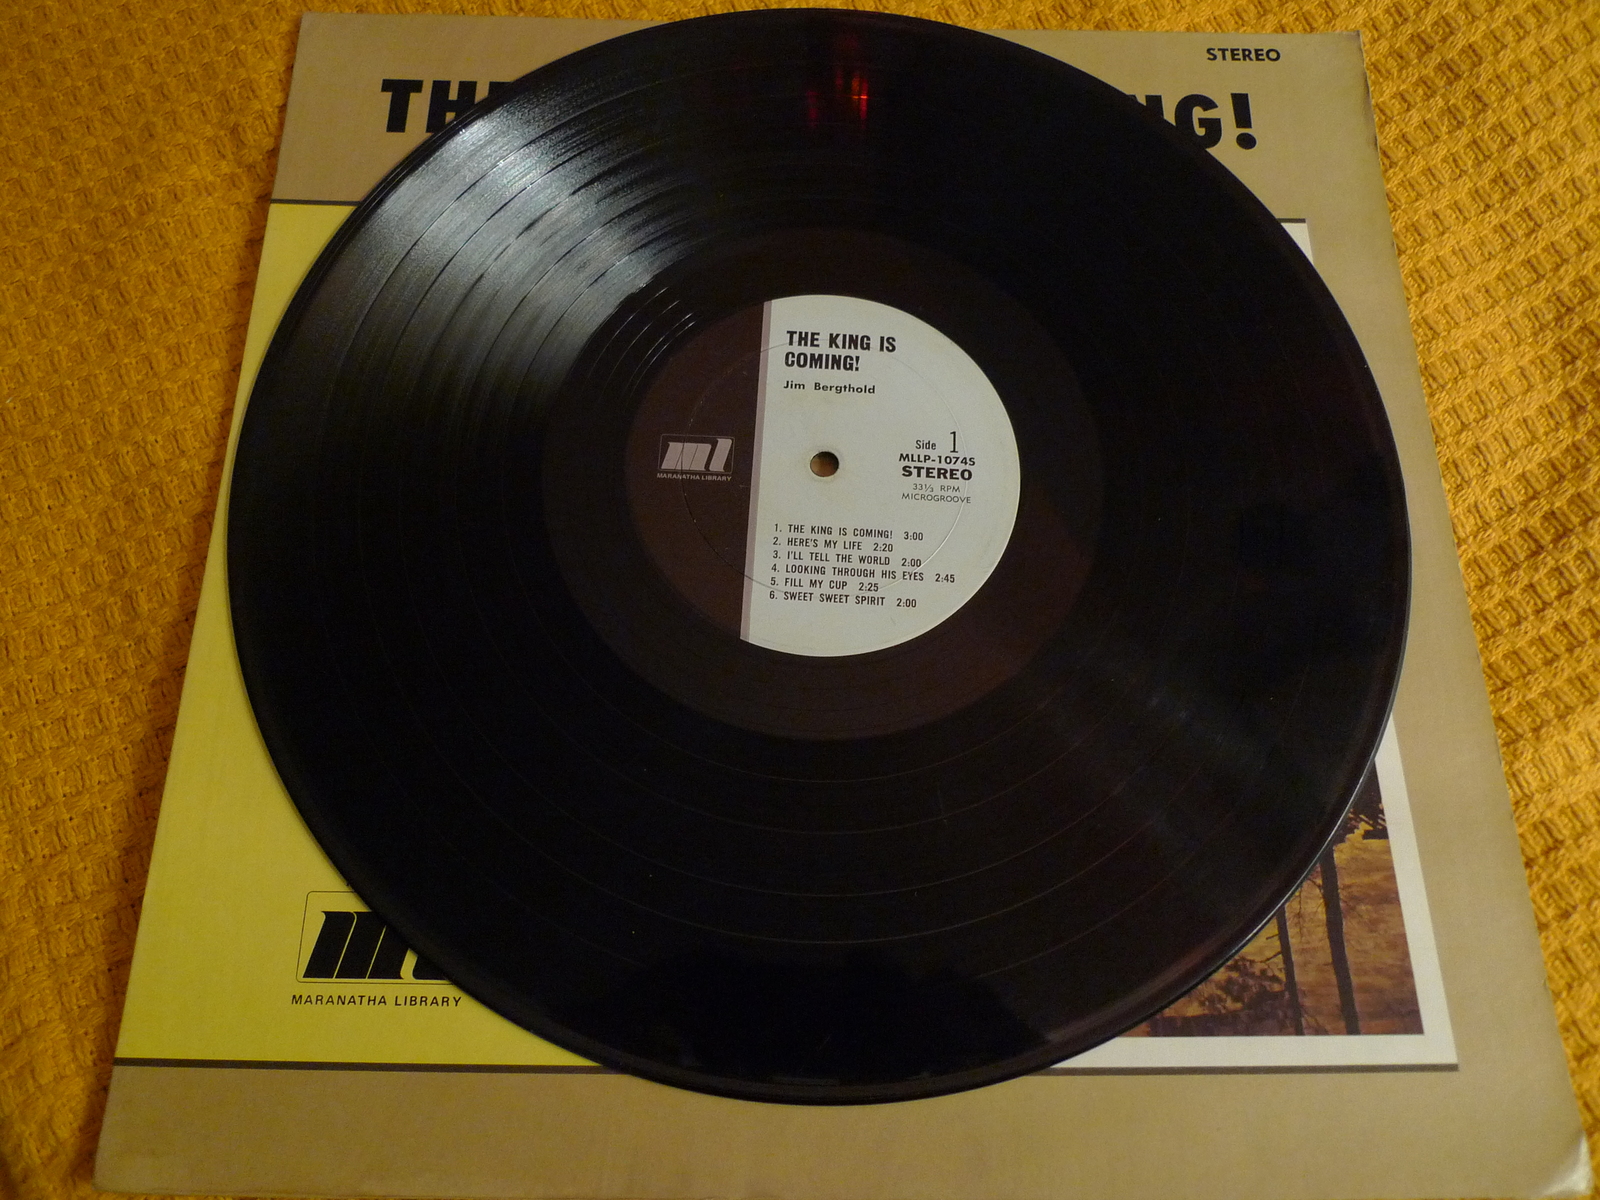 STEREO
TH
NG!
THE KING IS
COMING!
Jim Bergthold
Side 1
MLLP-1074S
STEREO
33⅓ RPM
MICROGROOVE
ml
MARANATHA LIBRARY
1. THE KING IS COMING! 3:00
2. HERE'S MY LIFE 2:20
3. I'LL TELL THE WORLD 2:00
4. LOOKING THROUGH HIS EYES 2:45
5. FILL MY CUP 2:25
6. SWEET SWEET SPIRIT 2:00
MARANATHA LIBRARY